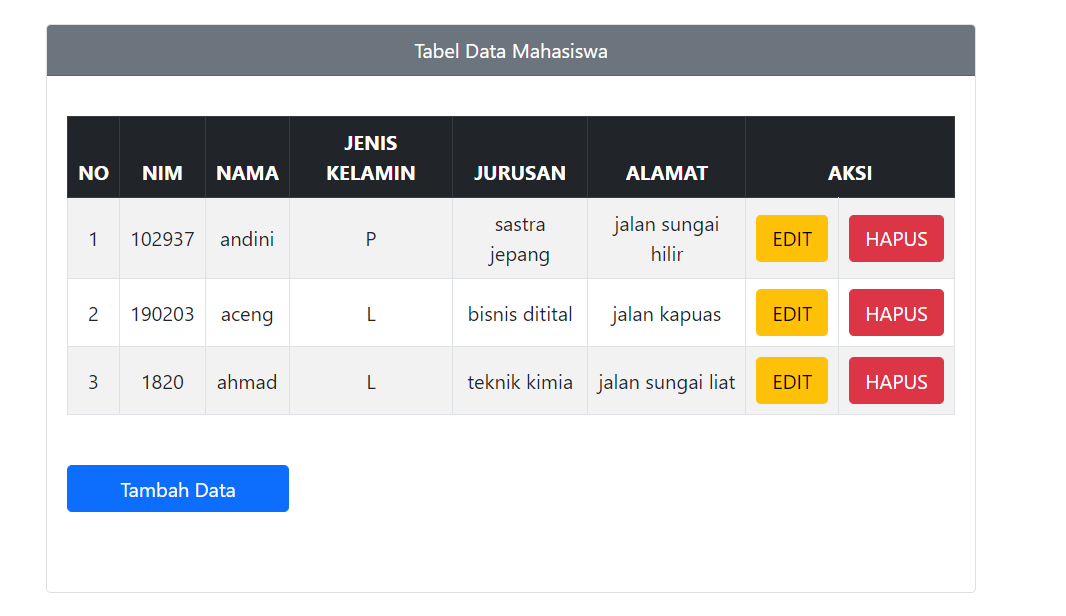 Tabel Data Mahasiswa
NO NIM NAMA JENIS KELAMIN JURUSAN ALAMAT AKSI
1 102937 andini P sastra jepang jalan sungai hilir EDIT HAPUS
2 190203 aceng L bisnis ditital jalan kapuas EDIT HAPUS
3 1820 ahmad L teknik kimia jalan sungai liat EDIT HAPUS
Tambah Data